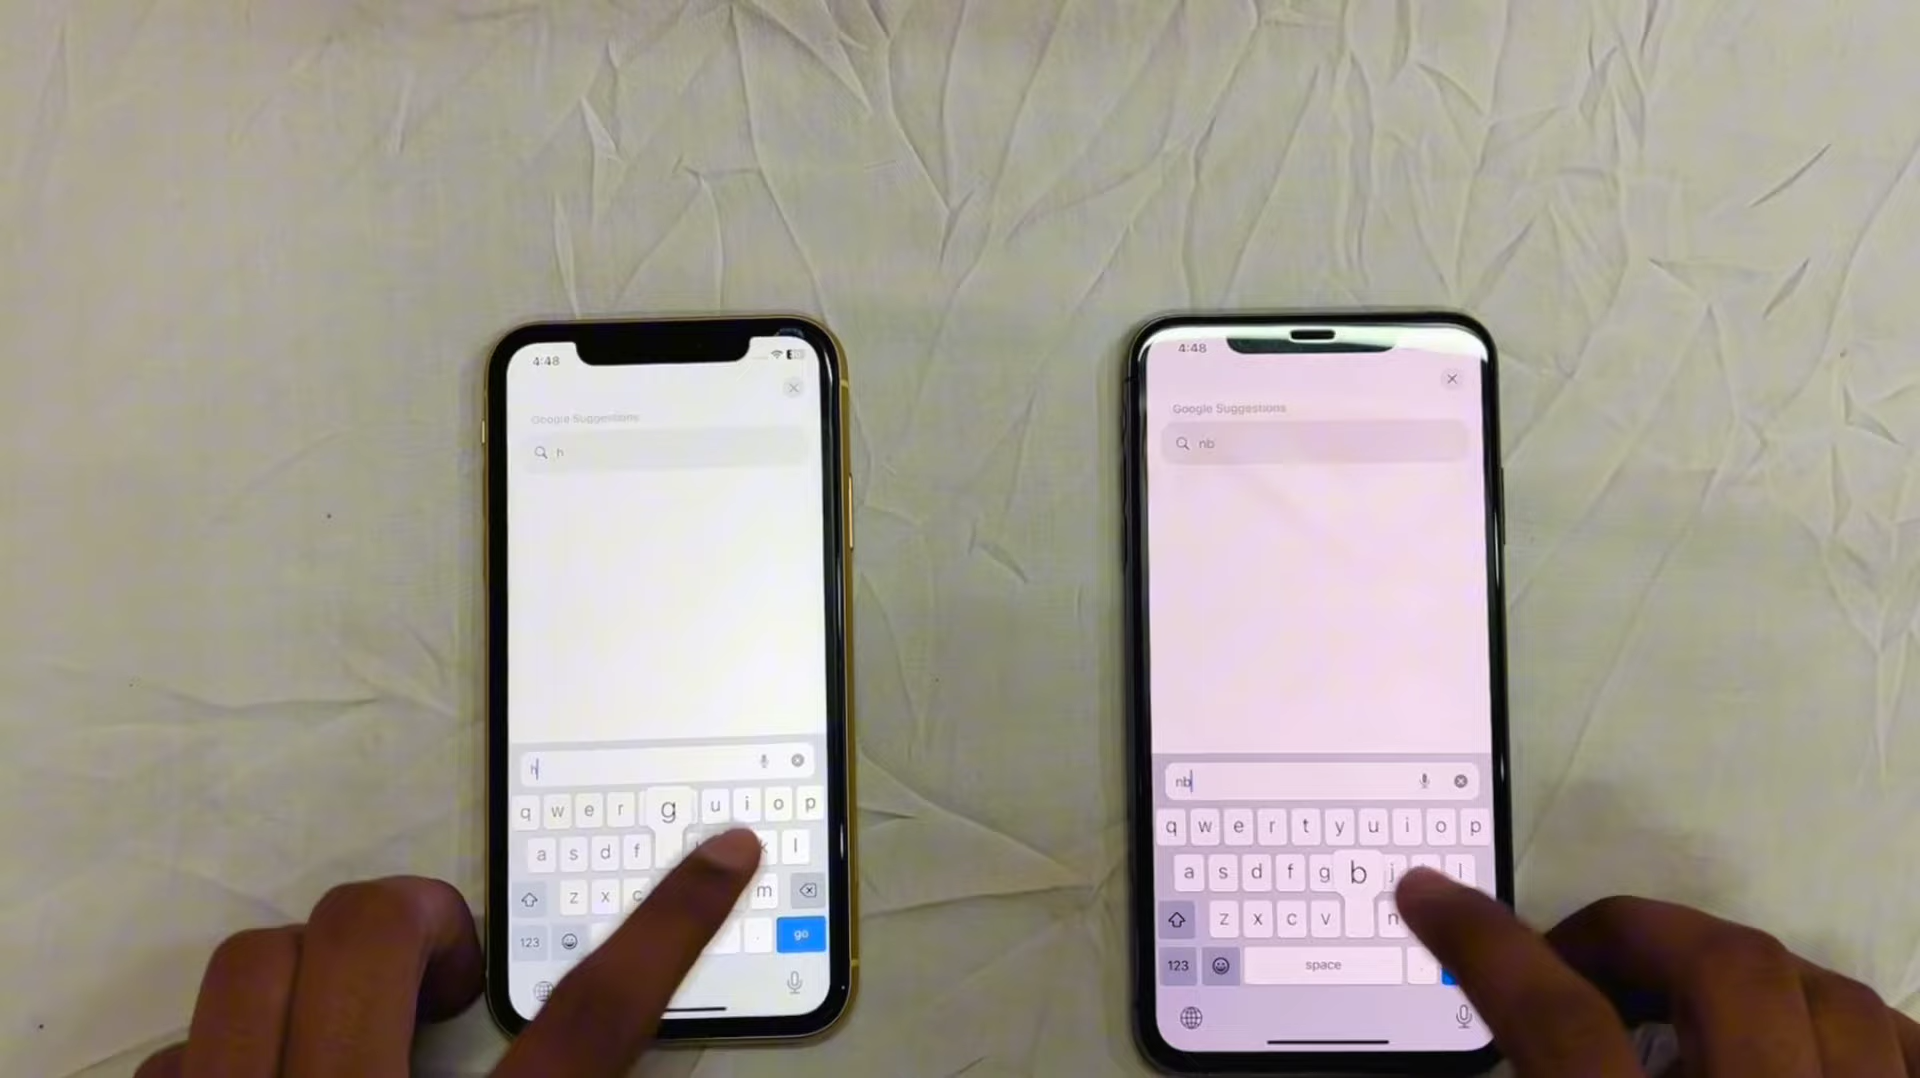 4:48
Google Suggestions
h
h
q w e r g u i o p
a s d f k l
z x c m
123 . go
4:48
Google Suggestions
nb
nb
q w e r t y u i o p
a s d f g b j l
z x c v n
123 space .